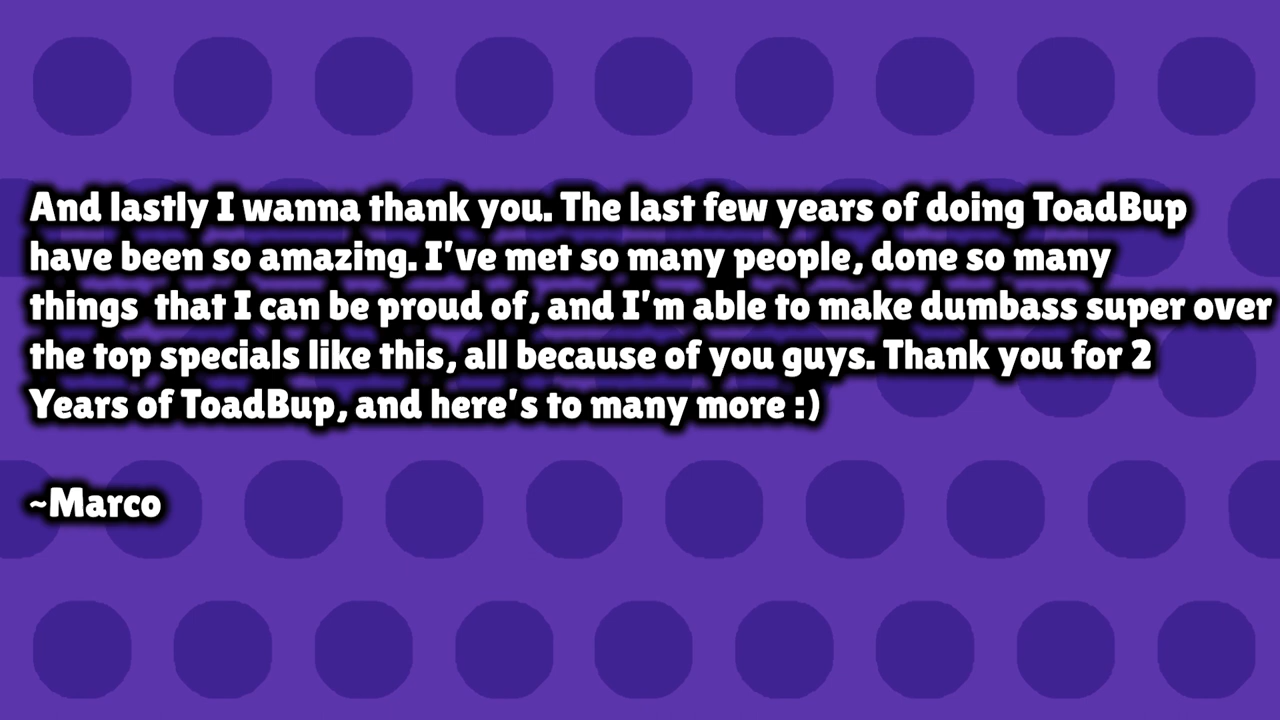 And lastly I wanna thank you. The last few years of doing ToadBup
have been so amazing. I've met so many people, done so many
things  that I can be proud of, and I'm able to make dumbass super over
the top specials like this, all because of you guys. Thank you for 2
Years of ToadBup, and here's to many more :)
~Marco